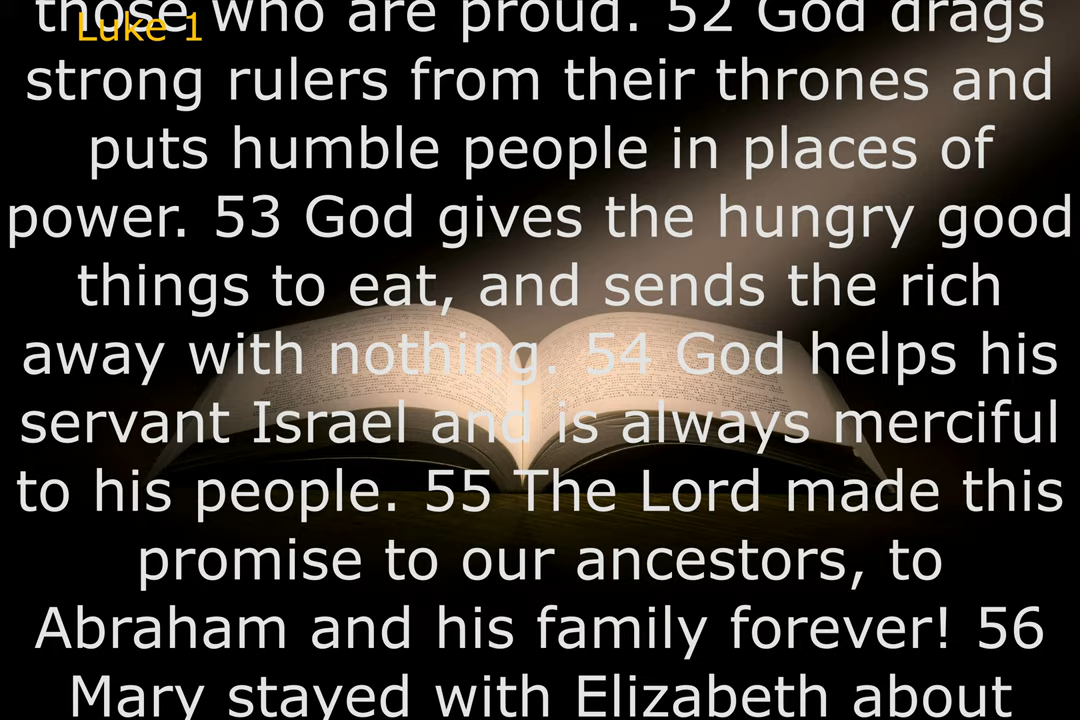 those who are proud. 52 God drags
Luke 1
strong rulers from their thrones and
puts humble people in places of
power. 53 God gives the hungry good
things to eat, and sends the rich
away with nothing. 54 God helps his
servant Israel and is always merciful
to his people. 55 The Lord made this
promise to our ancestors, to
Abraham and his family forever! 56
Mary stayed with Elizabeth about